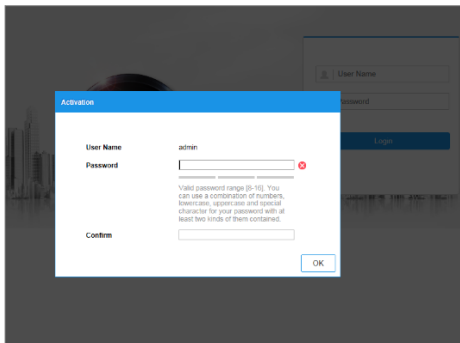 User Name
Password
Login
Activation
User Name admin
Password
Valid password range [8-16]. You
can use a combination of numbers,
lowercase, uppercase and special
character for your password with at
least two kinds of them contained.
Confirm
OK